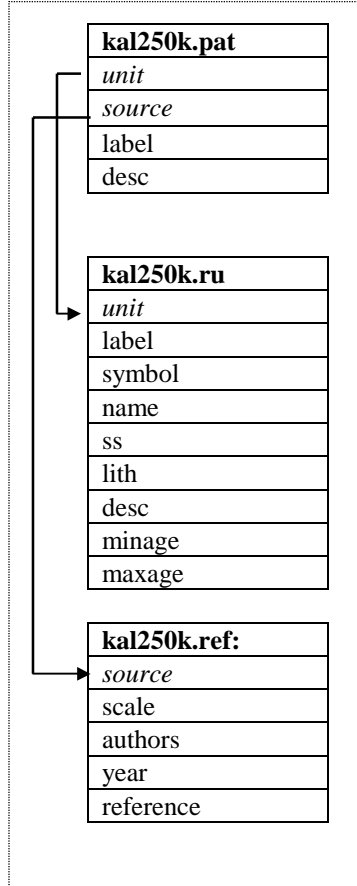 kal250k.pat
unit
source
label
desc
kal250k.ru
unit
label
symbol
name
ss
lith
desc
minage
maxage
kal250k.ref:
source
scale
authors
year
reference